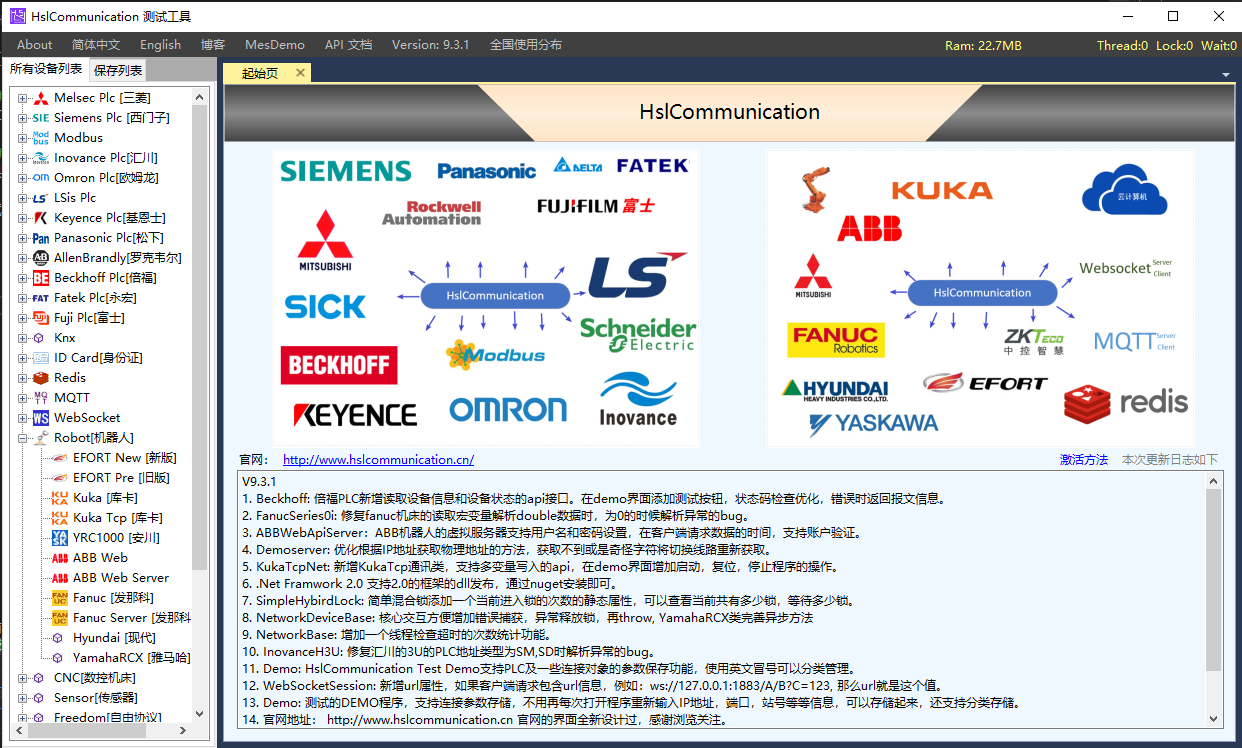 HslCommunication 测试工具
About 简体中文 English 博客 MesDemo API 文档 Version: 9.3.1 全国使用分布 Ram: 22.7MB Thread:0 Lock:0 Wait:0
所有设备列表 保存列表
Melsec Plc [三菱]
SIE Siemens Plc [西门子]
Mod bus Modbus
Inovance Plc[汇川]
om Omron Plc[欧姆龙]
LS LSis Plc
Keyence Plc[基恩士]
Pan Panasonic Plc[松下]
AB AllenBrandly[罗克韦尔]
BE Beckhoff Plc[倍福]
FAT Fatek Plc[永宏]
Fuji Plc[富士]
Knx
ID Card[身份证]
Redis
MQ MQTT
WS WebSocket
Robot[机器人]
EFORT New [新版]
EFORT Pre [旧版]
KUKA Kuka [库卡]
KUKA Kuka Tcp [库卡]
YASK YRC1000 [安川]
ABB ABB Web
ABB ABB Web Server
FANUC Fanuc [发那科]
FANUC Fanuc Server [发那科
Hyundai [现代]
YamahaRCX [雅马哈]
CNC[数控机床]
Sensor[传感器]
Freedom[自由协议]
起始页
HslCommunication
SIEMENS Panasonic DELTA FATEK
Rockwell Automation FUJIFILM 富士
MITSUBISHI
HslCommunication
LS
SICK
Schneider Electric
BECKHOFF Modbus
KEYENCE OMRON Inovance
KUKA 云计算机
ABB
MITSUBISHI
HslCommunication
Websocket Server Client
FANUC Robotics ZKTeco 中控智慧 MQTT Server Client
HYUNDAI HEAVY INDUSTRIES CO.,LTD. EFORT redis
YASKAWA
官网: http://www.hslcommunication.cn/ 激活方法 本次更新日志如下
V9.3.1
1. Beckhoff: 倍福PLC新增读取设备信息和设备状态的api接口。在demo界面添加测试按钮，状态码检查优化，错误时返回报文信息。
2. FanucSeries0i: 修复fanuc机床的读取宏变量解析double数据时，为0的时候解析异常的bug。
3. ABBWebApiServer：ABB机器人的虚拟服务器支持用户名和密码设置，在客户端请求数据的时间，支持账户验证。
4. Demoserver: 优化根据IP地址获取物理地址的方法，获取不到或是奇怪字符将切换线路重新获取。
5. KukaTcpNet: 新增KukaTcp通讯类，支持多变量写入的api，在demo界面增加启动，复位，停止程序的操作。
6. .Net Framwork 2.0 支持2.0的框架的dll发布，通过nuget安装即可。
7. SimpleHybirdLock: 简单混合锁添加一个当前进入锁的次数的静态属性，可以查看当前共有多少锁，等待多少锁。
8. NetworkDeviceBase: 核心交互方便增加错误捕获，异常释放锁，再throw, YamahaRCX类完善异步方法
9. NetworkBase: 增加一个线程检查超时的次数统计功能。
10. InovanceH3U: 修复汇川的3U的PLC地址类型为SM,SD时解析异常的bug。
11. Demo: HslCommunication Test Demo支持PLC及一些连接对象的参数保存功能，使用英文冒号可以分类管理。
12. WebSocketSession: 新增url属性，如果客户端请求包含url信息，例如：ws://127.0.0.1:1883/A/B?C=123, 那么url就是这个值。
13. Demo: 测试的DEMO程序，支持连接参数存储，不用再每次打开程序重新输入IP地址，端口，站号等等信息，可以存储起来，还支持分类存储。
14. 官网地址： http://www.hslcommunication.cn 官网的界面全新设计过，感谢浏览关注。